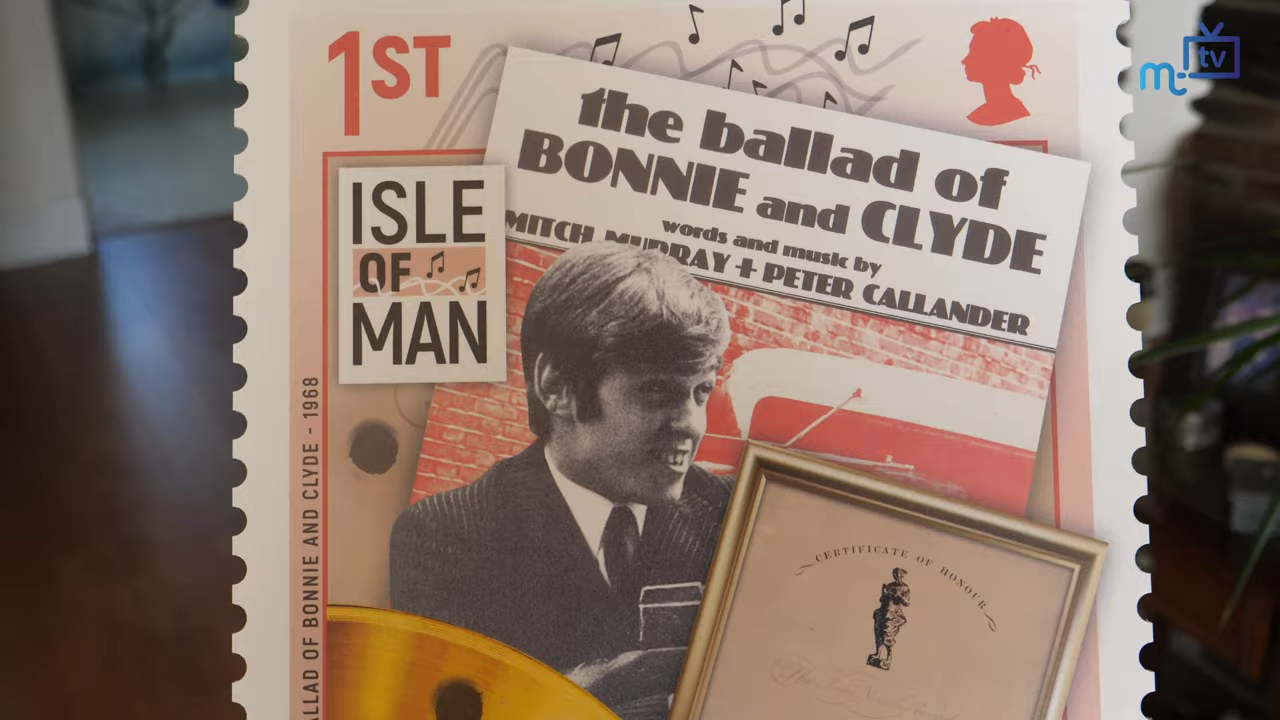 1ST
m tv
the ballad of
BONNIE and CLYDE
words and music by
MITCH MURRAY + PETER CALLANDER
ISLE
OF
MAN
ALLAD OF BONNIE AND CLYDE - 1968
CERTIFICATE OF HONOUR